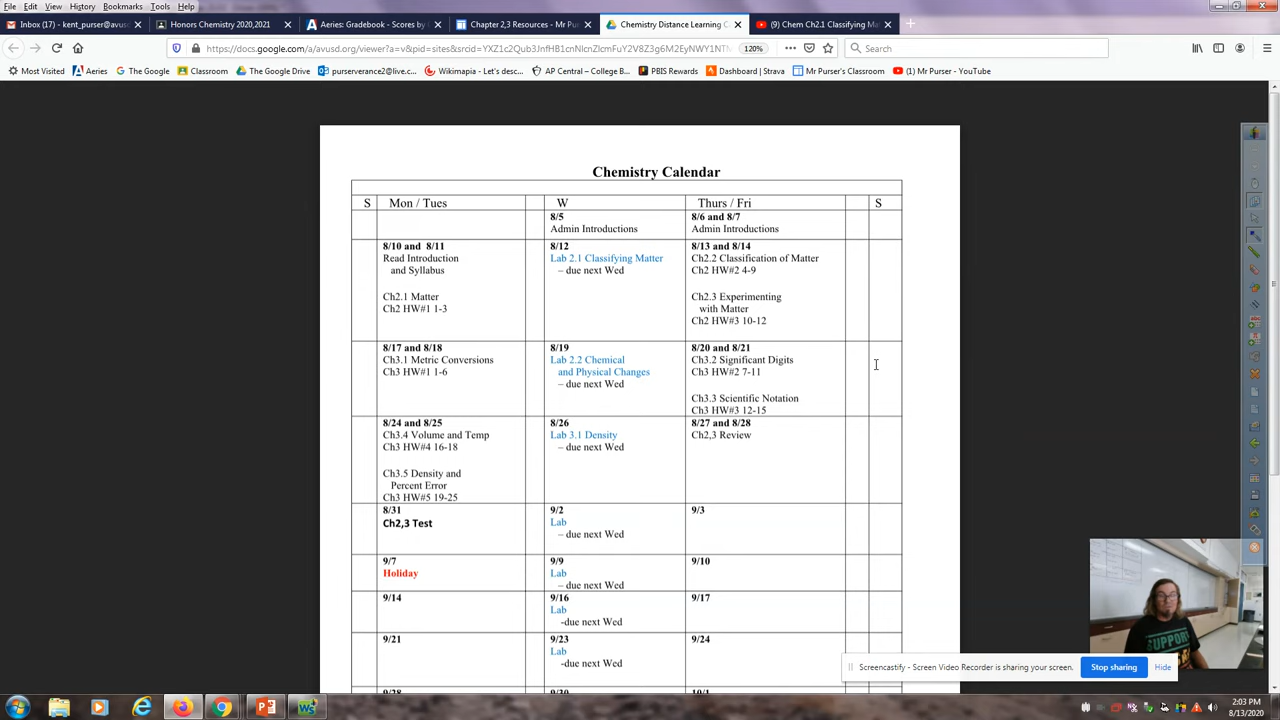 File Edit View History Bookmarks Tools Help
Inbox (17) - kent_purser@avusd Honors Chemistry 2020,2021 Aeries: Gradebook - Scores by Chapter 2,3 Resources - Mr Pu Chemistry Distance Learning C (9) Chem Ch2.1 Classifying Ma
120% Search
Most Visited Aeries The Google Classroom The Google Drive purserverance2@live.c... Wikimapia - Let's desc... AP Central – College B... PBIS Rewards Dashboard | Strava Mr Purser's Classroom (1) Mr Purser - YouTube
Chemistry Calendar
S Mon / Tues W Thurs / Fri S
8/5 8/6 and 8/7
Admin Introductions Admin Introductions
8/10 and 8/11 8/12 8/13 and 8/14
Read Introduction Lab 2.1 Classifying Matter Ch2.2 Classification of Matter
and Syllabus – due next Wed Ch2 HW#2 4-9
Ch2.1 Matter Ch2.3 Experimenting
Ch2 HW#1 1-3 with Matter
Ch2 HW#3 10-12
8/17 and 8/18 8/19 8/20 and 8/21
Ch3.1 Metric Conversions Lab 2.2 Chemical Ch3.2 Significant Digits
Ch3 HW#1 1-6 and Physical Changes Ch3 HW#2 7-11
– due next Wed
Ch3.3 Scientific Notation
Ch3 HW#3 12-15
8/24 and 8/25 8/26 8/27 and 8/28
Ch3.4 Volume and Temp Lab 3.1 Density Ch2,3 Review
Ch3 HW#4 16-18 – due next Wed
Ch3.5 Density and
Percent Error
Ch3 HW#5 19-25
8/31 9/2 9/3
Ch2,3 Test Lab
– due next Wed
9/7 9/9 9/10
Holiday Lab
– due next Wed
9/14 9/16 9/17
Lab
-due next Wed
9/21 9/23 9/24
Lab
-due next Wed
9/28 9/30 10/1
SUPPORT
Screencastify - Screen Video Recorder is sharing your screen. Stop sharing Hide
2:03 PM
8/13/2020